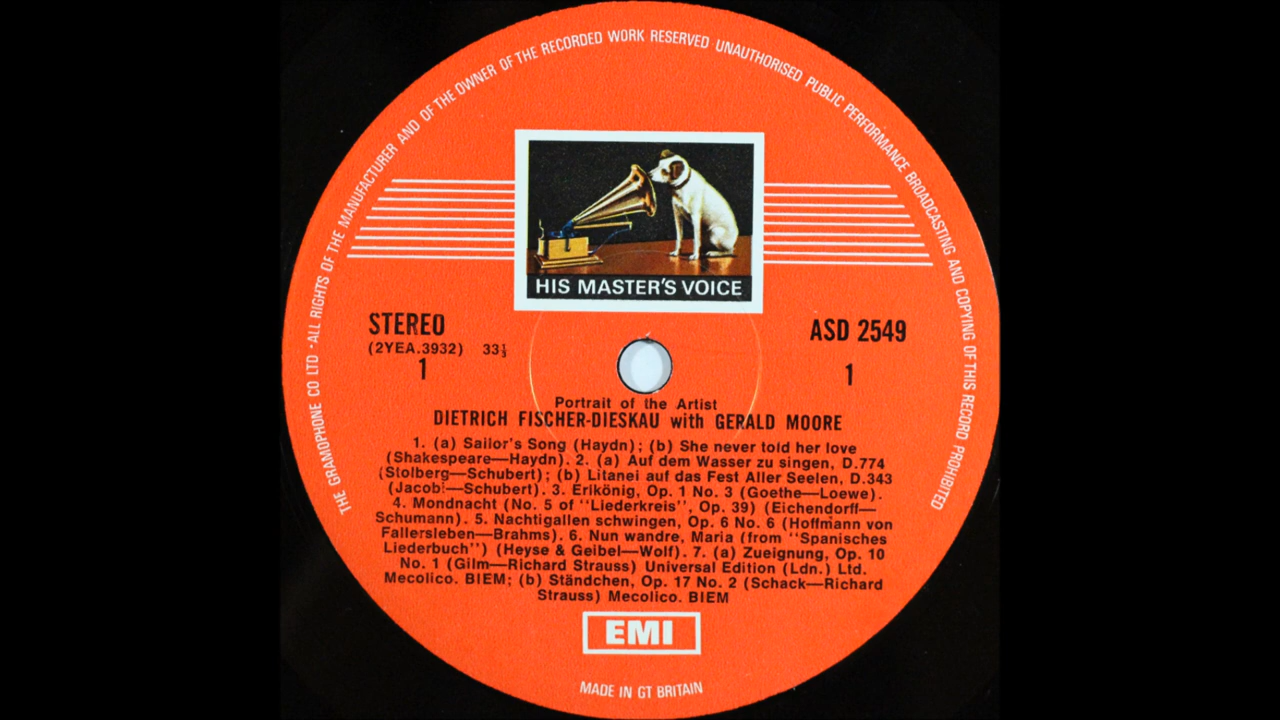 THE GRAMOPHONE CO LTD · ALL RIGHTS OF THE MANUFACTURER AND OF THE OWNER OF THE RECORDED WORK RESERVED UNAUTHORISED PUBLIC PERFORMANCE BROADCASTING AND COPYING OF THIS RECORD PROHIBITED
HIS MASTER'S VOICE
STEREO
(2YEA.3932) 33⅓
1
ASD 2549
1
Portrait of the Artist
DIETRICH FISCHER-DIESKAU with GERALD MOORE
1. (a) Sailor's Song (Haydn); (b) She never told her love
(Shakespeare—Haydn). 2. (a) Auf dem Wasser zu singen, D.774
(Stolberg—Schubert); (b) Litanei auf das Fest Aller Seelen, D.343
(Jacobi—Schubert). 3. Erlkönig, Op. 1 No. 3 (Goethe—Loewe).
4. Mondnacht (No. 5 of "Liederkreis", Op. 39) (Eichendorff—
Schumann). 5. Nachtigallen schwingen, Op. 6 No. 6 (Hoffmann von
Fallersleben—Brahms). 6. Nun wandre, Maria (from "Spanisches
Liederbuch") (Heyse & Geibel—Wolf). 7. (a) Zueignung, Op. 10
No. 1 (Gilm—Richard Strauss) Universal Edition (Ldn.) Ltd.
Mecolico. BIEM; (b) Ständchen, Op. 17 No. 2 (Schack—Richard
Strauss) Mecolico. BIEM
EMI
MADE IN GT BRITAIN